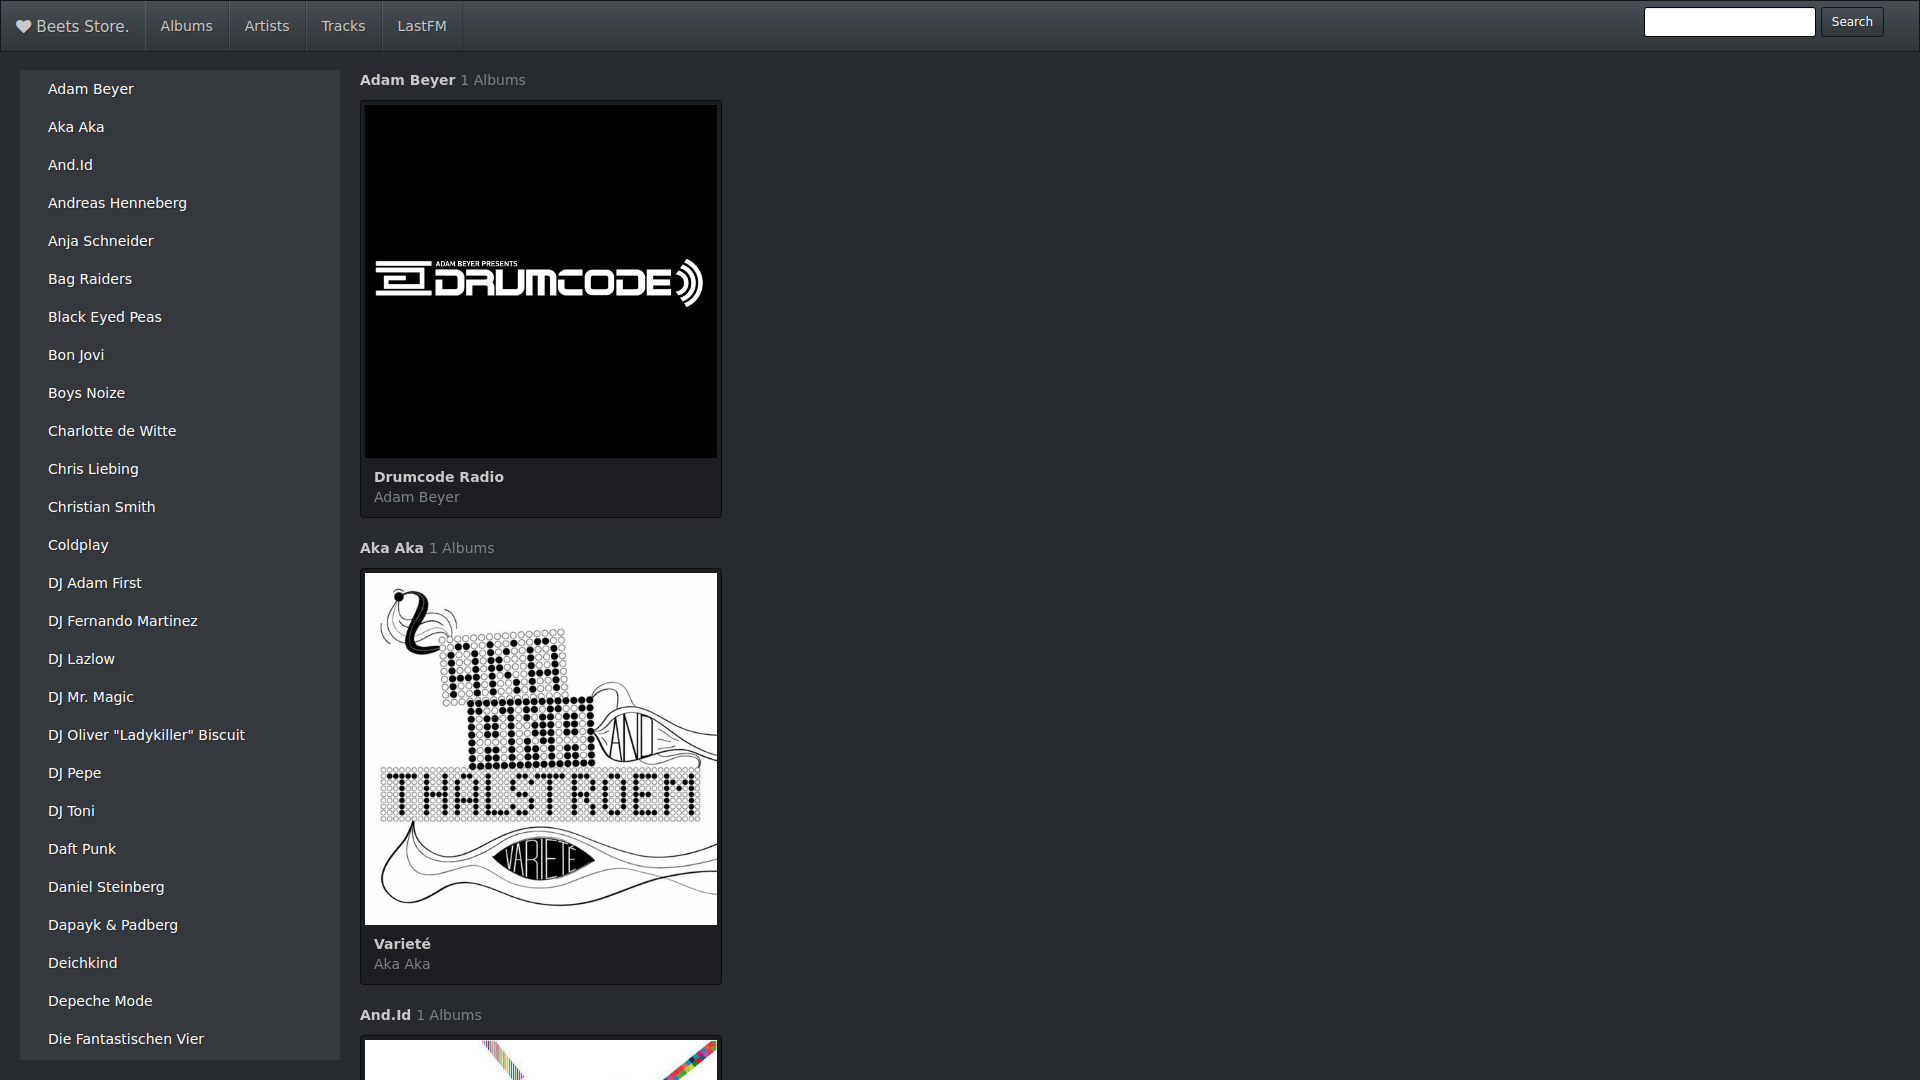 Beets Store.
Albums
Artists
Tracks
LastFM
Search
Adam Beyer
Aka Aka
And.Id
Andreas Henneberg
Anja Schneider
Bag Raiders
Black Eyed Peas
Bon Jovi
Boys Noize
Charlotte de Witte
Chris Liebing
Christian Smith
Coldplay
DJ Adam First
DJ Fernando Martinez
DJ Lazlow
DJ Mr. Magic
DJ Oliver "Ladykiller" Biscuit
DJ Pepe
DJ Toni
Daft Punk
Daniel Steinberg
Dapayk & Padberg
Deichkind
Depeche Mode
Die Fantastischen Vier
Adam Beyer 1 Albums
ADAM BEYER PRESENTS
DRUMCODE
Drumcode Radio
Adam Beyer
Aka Aka 1 Albums
AKA
AKA
AND
THALSTROEM
VARIETÉ
Varieté
Aka Aka
And.Id 1 Albums